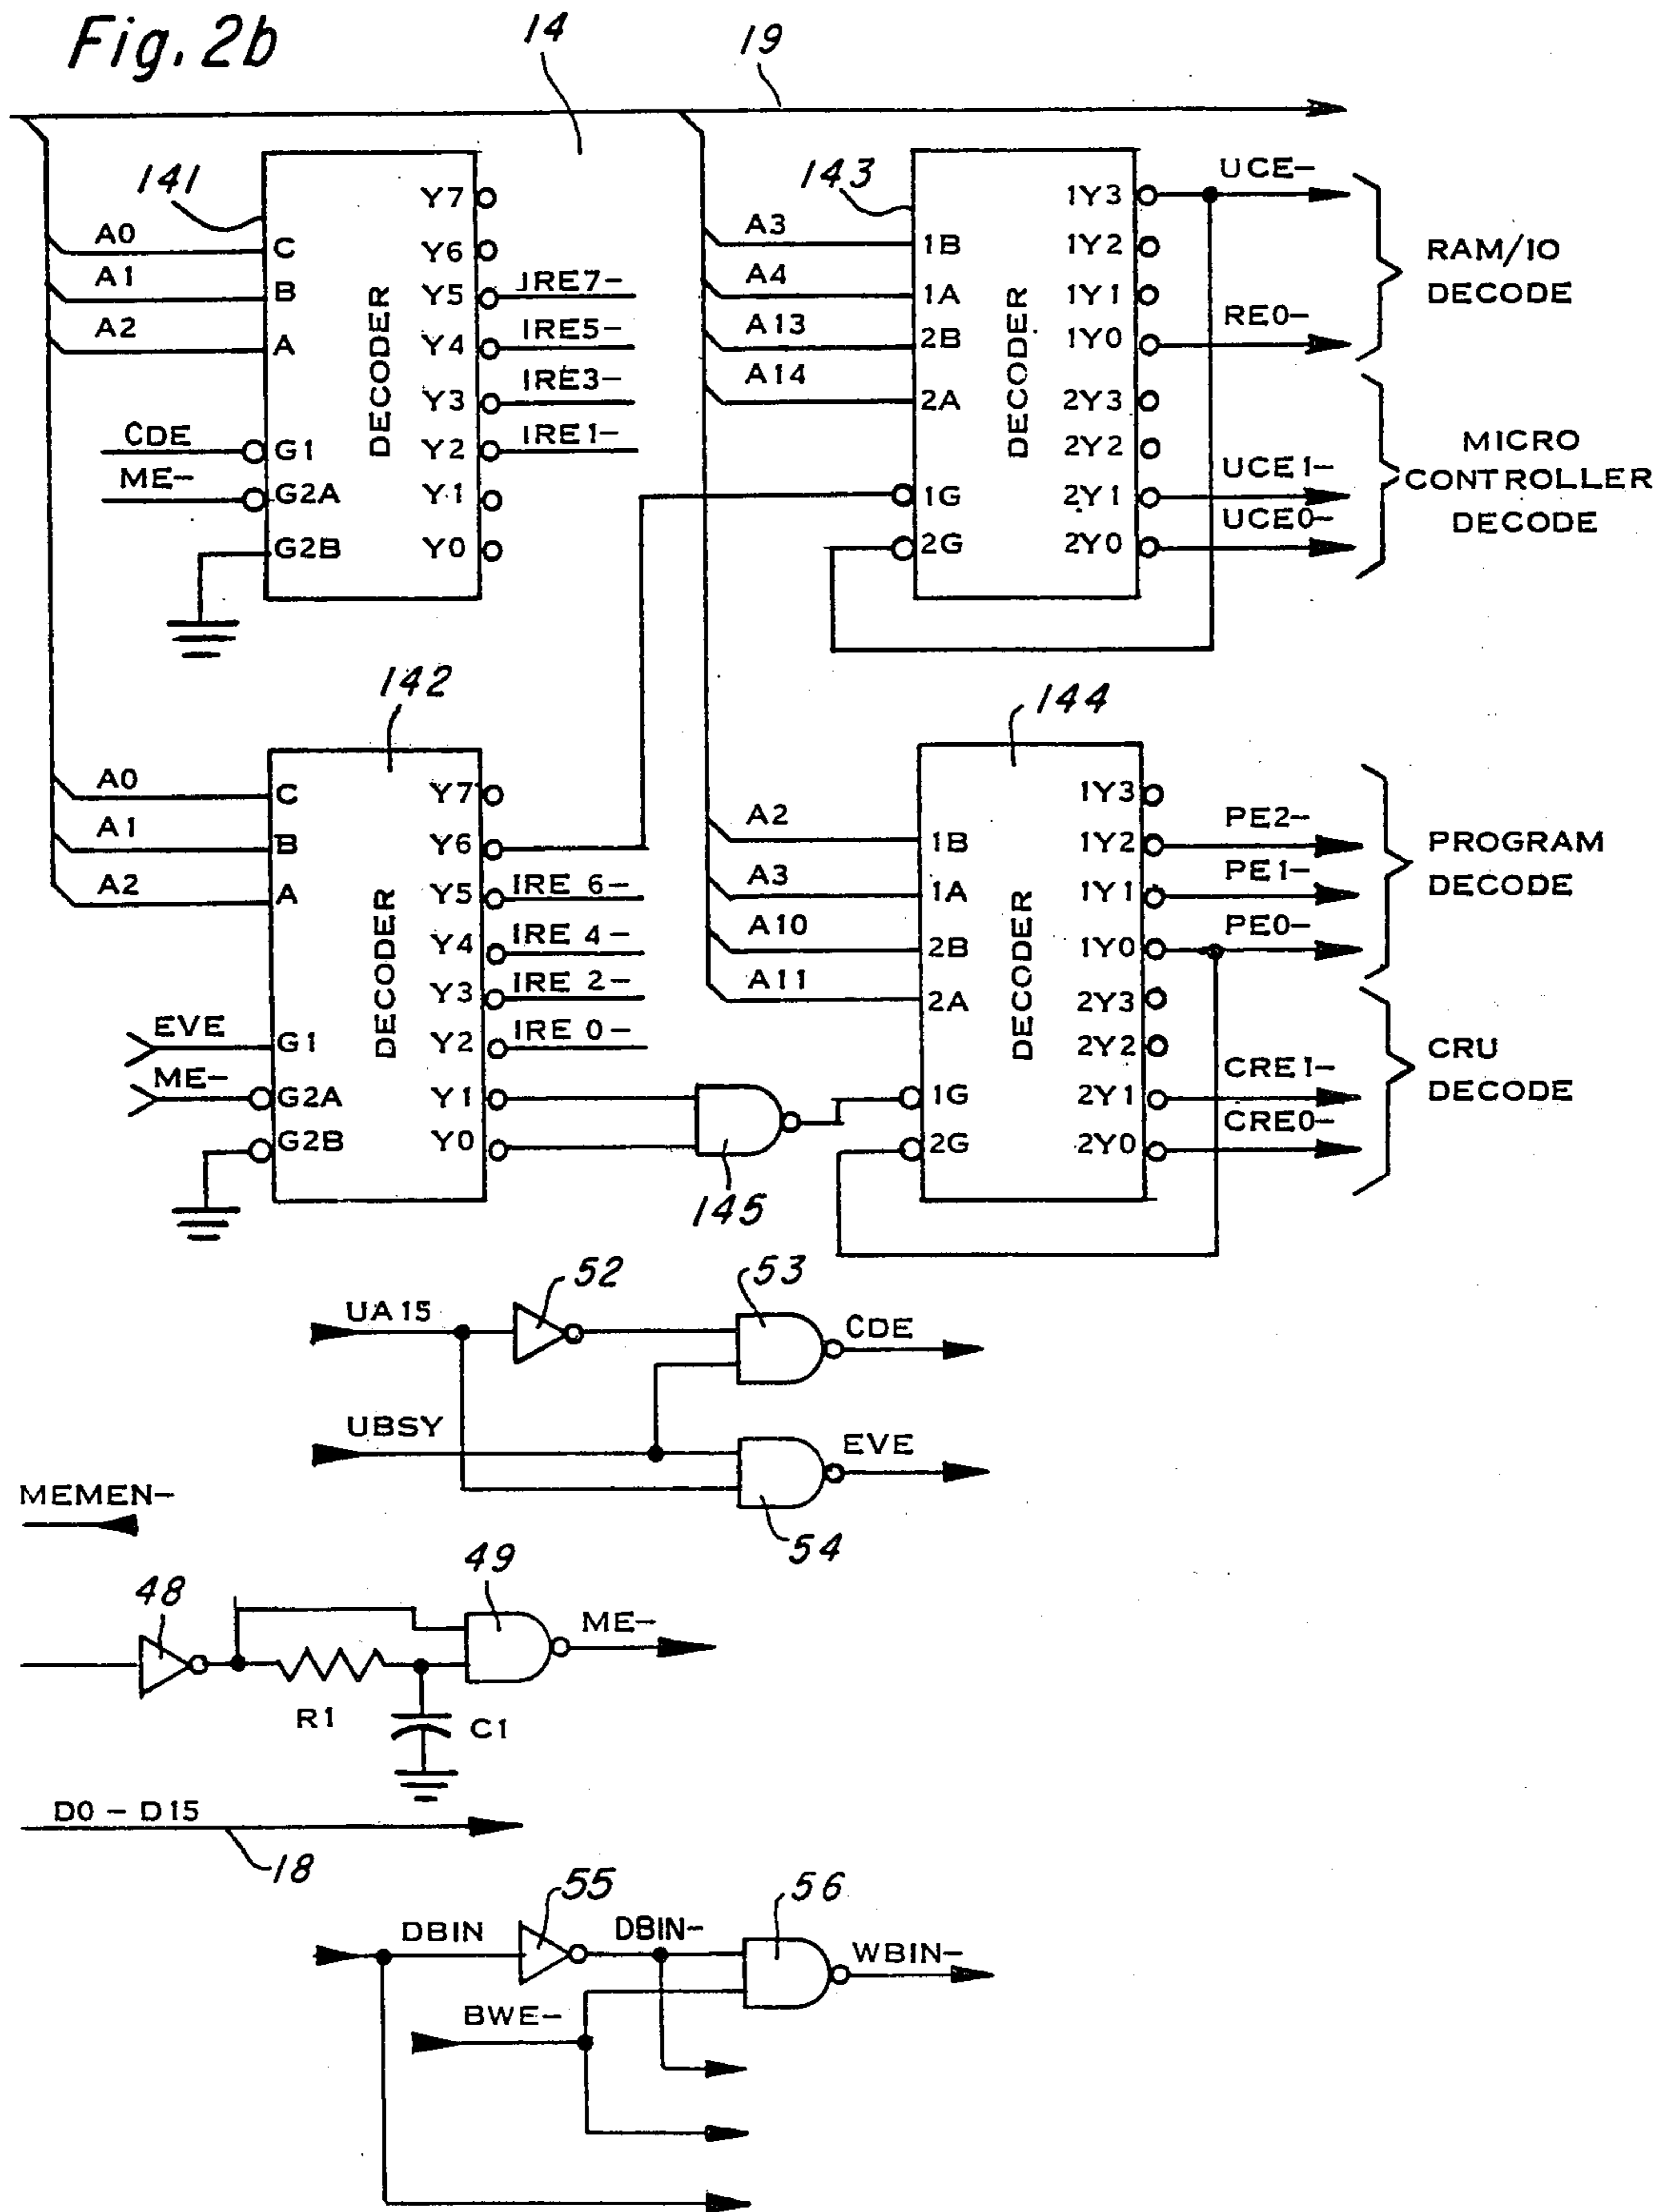 Fig. 2b
14
19
141
A0
A1
A2
CDE
ME-
C
B
A
G1
G2A
G2B
DECODER
Y7
Y6
Y5
Y4
Y3
Y2
Y1
Y0
IRE7-
IRE5-
IRE3-
IRE1-
143
A3
A4
A13
A14
1B
1A
2B
2A
1G
2G
DECODER
1Y3
1Y2
1Y1
1Y0
2Y3
2Y2
2Y1
2Y0
UCE-
RE0-
UCE1-
UCE0-
RAM/IO
DECODE
MICRO
CONTROLLER
DECODE
142
A0
A1
A2
EVE
ME-
C
B
A
G1
G2A
G2B
DECODER
Y7
Y6
Y5
Y4
Y3
Y2
Y1
Y0
IRE 6-
IRE 4-
IRE 2-
IRE 0-
145
144
A2
A3
A10
A11
1B
1A
2B
2A
1G
2G
DECODER
1Y3
1Y2
1Y1
1Y0
2Y3
2Y2
2Y1
2Y0
PE2-
PE1-
PE0-
CRE1-
CRE0-
PROGRAM
DECODE
CRU
DECODE
UA15
52
53
CDE
UBSY
EVE
54
MEMEN-
48
49
ME-
R1
C1
D0 - D15
18
DBIN
55
DBIN-
56
WBIN-
BWE-